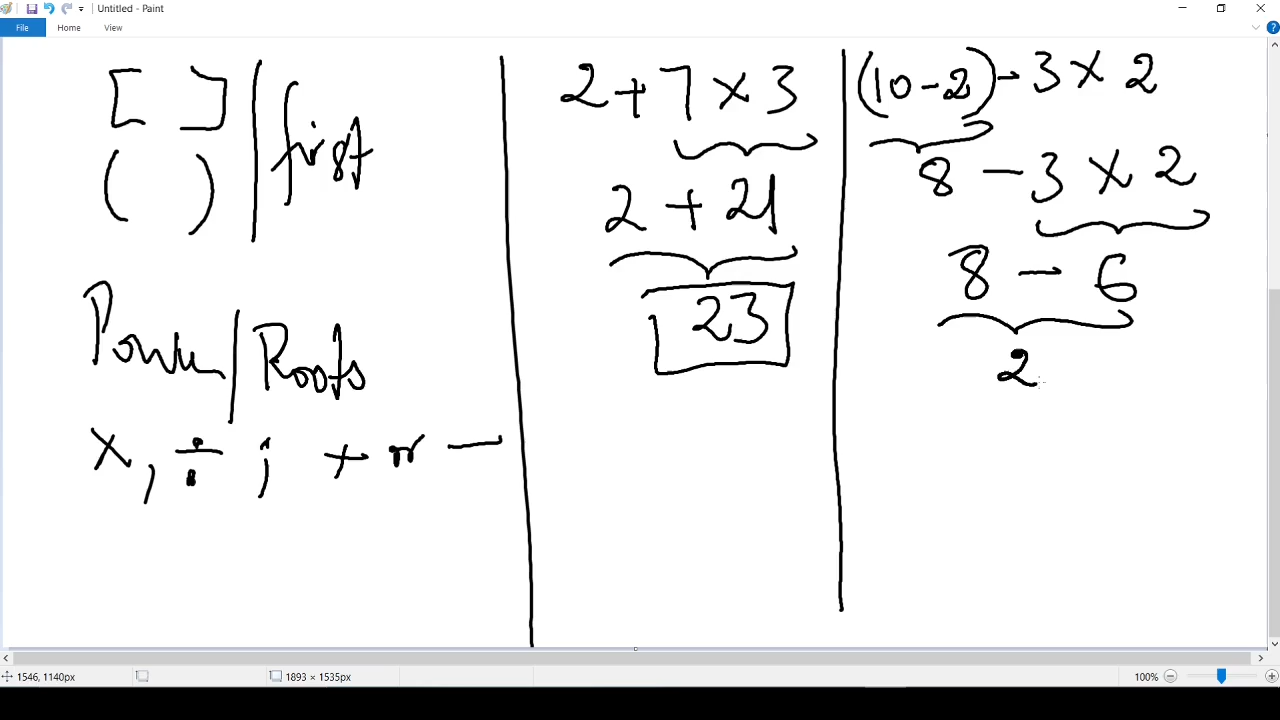 Untitled - Paint
File Home View
[ ] first
( )
Power Roots
×, ÷ ; + or −
2 + 7 × 3
2 + 21
23
(10 - 2) - 3 × 2
8 - 3 × 2
8 - 6
2
1546, 1140px
1893 × 1535px
100%